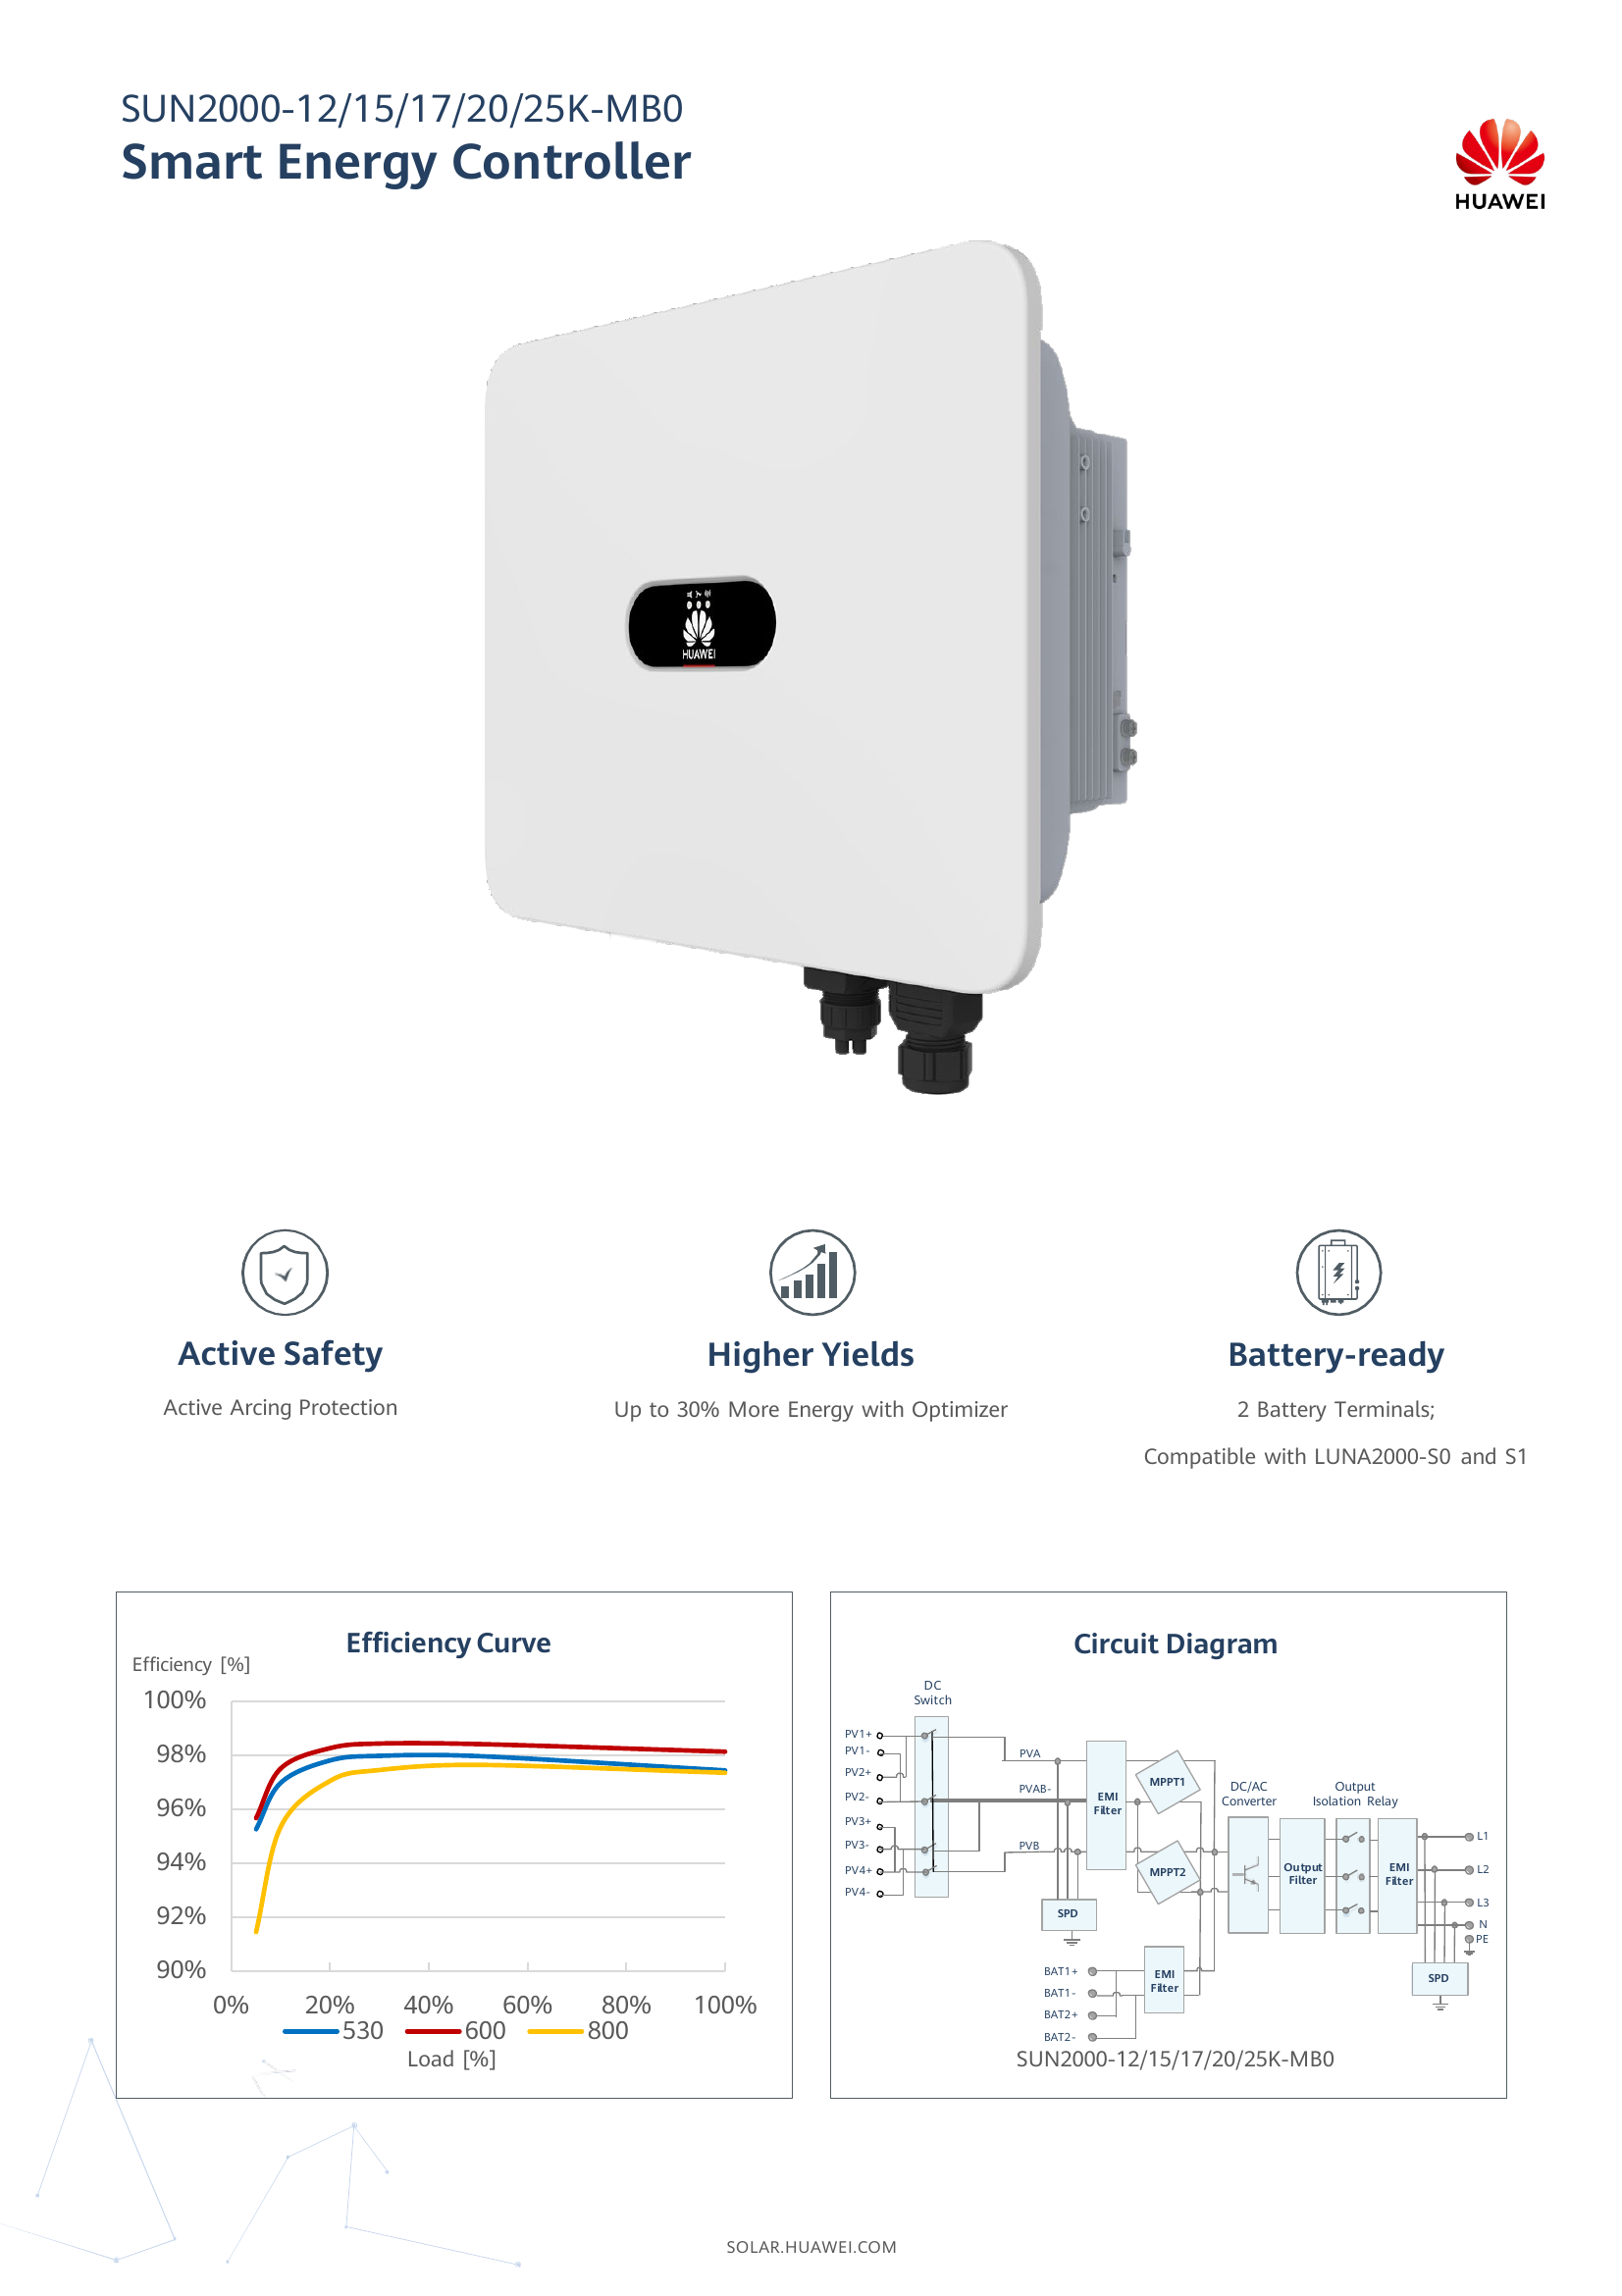 SUN2000-12/15/17/20/25K-MB0
Smart Energy Controller
HUAWEI
HUAWEI
Active Safety
Active Arcing Protection
Higher Yields
Up to 30% More Energy with Optimizer
Battery-ready
2 Battery Terminals;
Compatible with LUNA2000-S0 and S1
Efficiency Curve
Efficiency [%]
100%
98%
96%
94%
92%
90%
0% 20% 40% 60% 80% 100%
530 600 800
Load [%]
Circuit Diagram
DC
Switch
PV1+
PV1-
PV2+
PV2-
PV3+
PV3-
PV4+
PV4-
PVA
PVAB-
PVB
EMI
Filter
MPPT1
MPPT2
SPD
DC/AC
Converter
Output
Filter
Output
Isolation Relay
EMI
Filter
L1
L2
L3
N
PE
SPD
BAT1+
BAT1-
BAT2+
BAT2-
EMI
Filter
SUN2000-12/15/17/20/25K-MB0
SOLAR.HUAWEI.COM